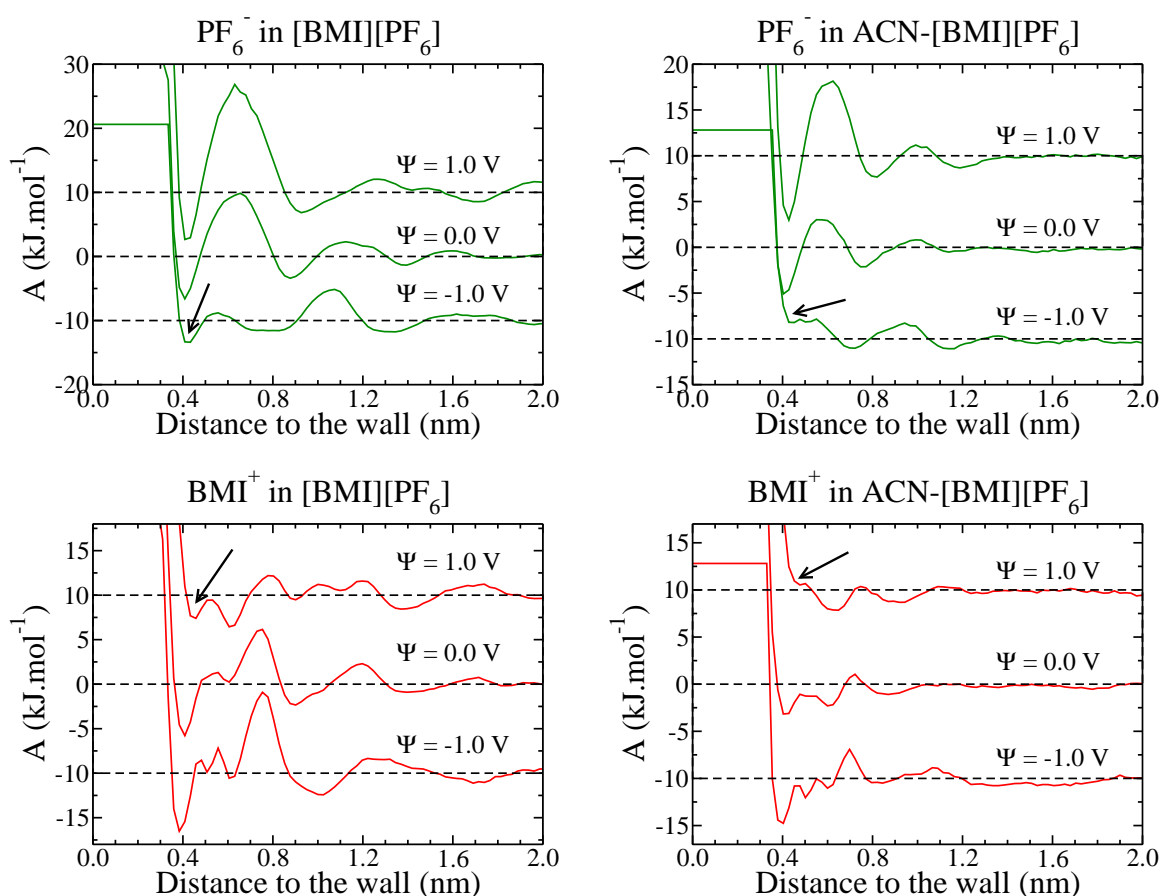 PF6- in [BMI][PF6]
30
20
10
0
-10
-20
A (kJ.mol-1)
Ψ = 1.0 V
Ψ = 0.0 V
Ψ = -1.0 V
0.0 0.4 0.8 1.2 1.6 2.0
Distance to the wall (nm)
PF6- in ACN-[BMI][PF6]
20
15
10
5
0
-5
-10
-15
A (kJ.mol-1)
Ψ = 1.0 V
Ψ = 0.0 V
Ψ = -1.0 V
0.0 0.4 0.8 1.2 1.6 2.0
Distance to the wall (nm)
BMI+ in [BMI][PF6]
15
10
5
0
-5
-10
-15
A (kJ.mol-1)
Ψ = 1.0 V
Ψ = 0.0 V
Ψ = -1.0 V
0.0 0.4 0.8 1.2 1.6 2.0
Distance to the wall (nm)
BMI+ in ACN-[BMI][PF6]
15
10
5
0
-5
-10
-15
A (kJ.mol-1)
Ψ = 1.0 V
Ψ = 0.0 V
Ψ = -1.0 V
0.0 0.4 0.8 1.2 1.6 2.0
Distance to the wall (nm)